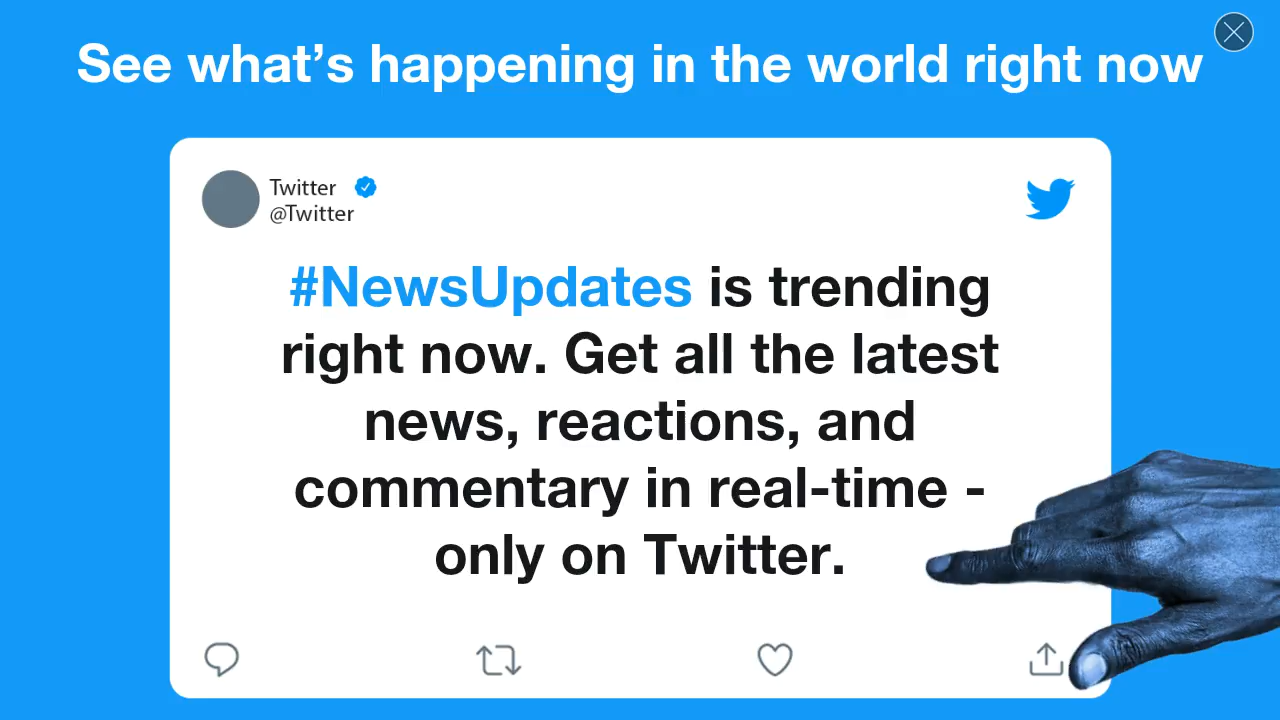 See what’s happening in the world right now
Twitter
@Twitter
#NewsUpdates is trending
right now. Get all the latest
news, reactions, and
commentary in real-time -
only on Twitter.